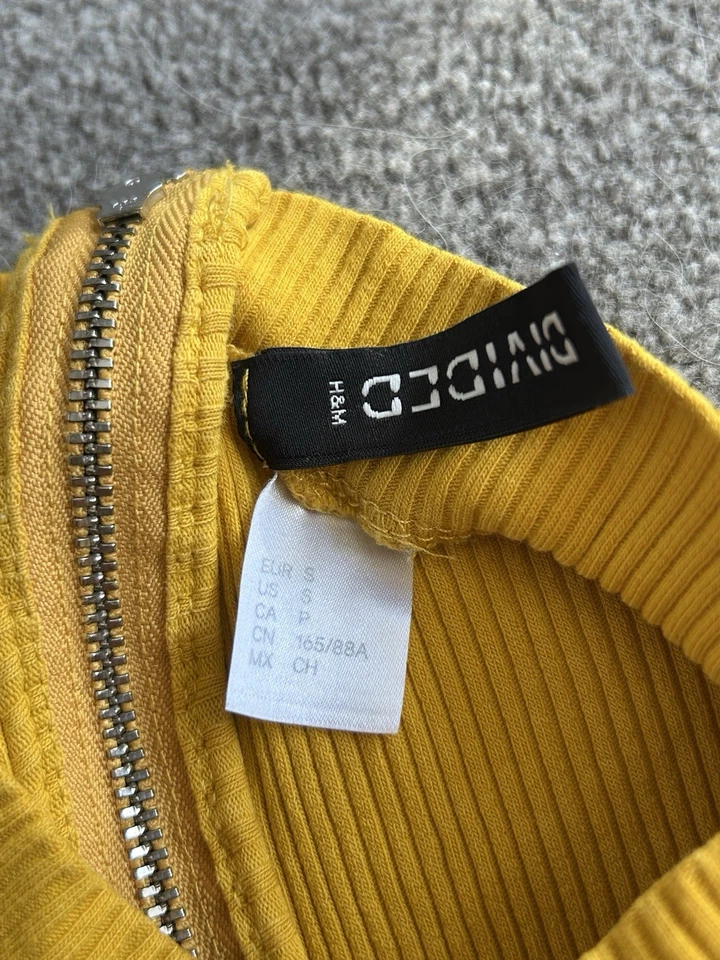 DIVIDED
H&M
EUR S
US S
CA P
CN 165/88A
MX CH